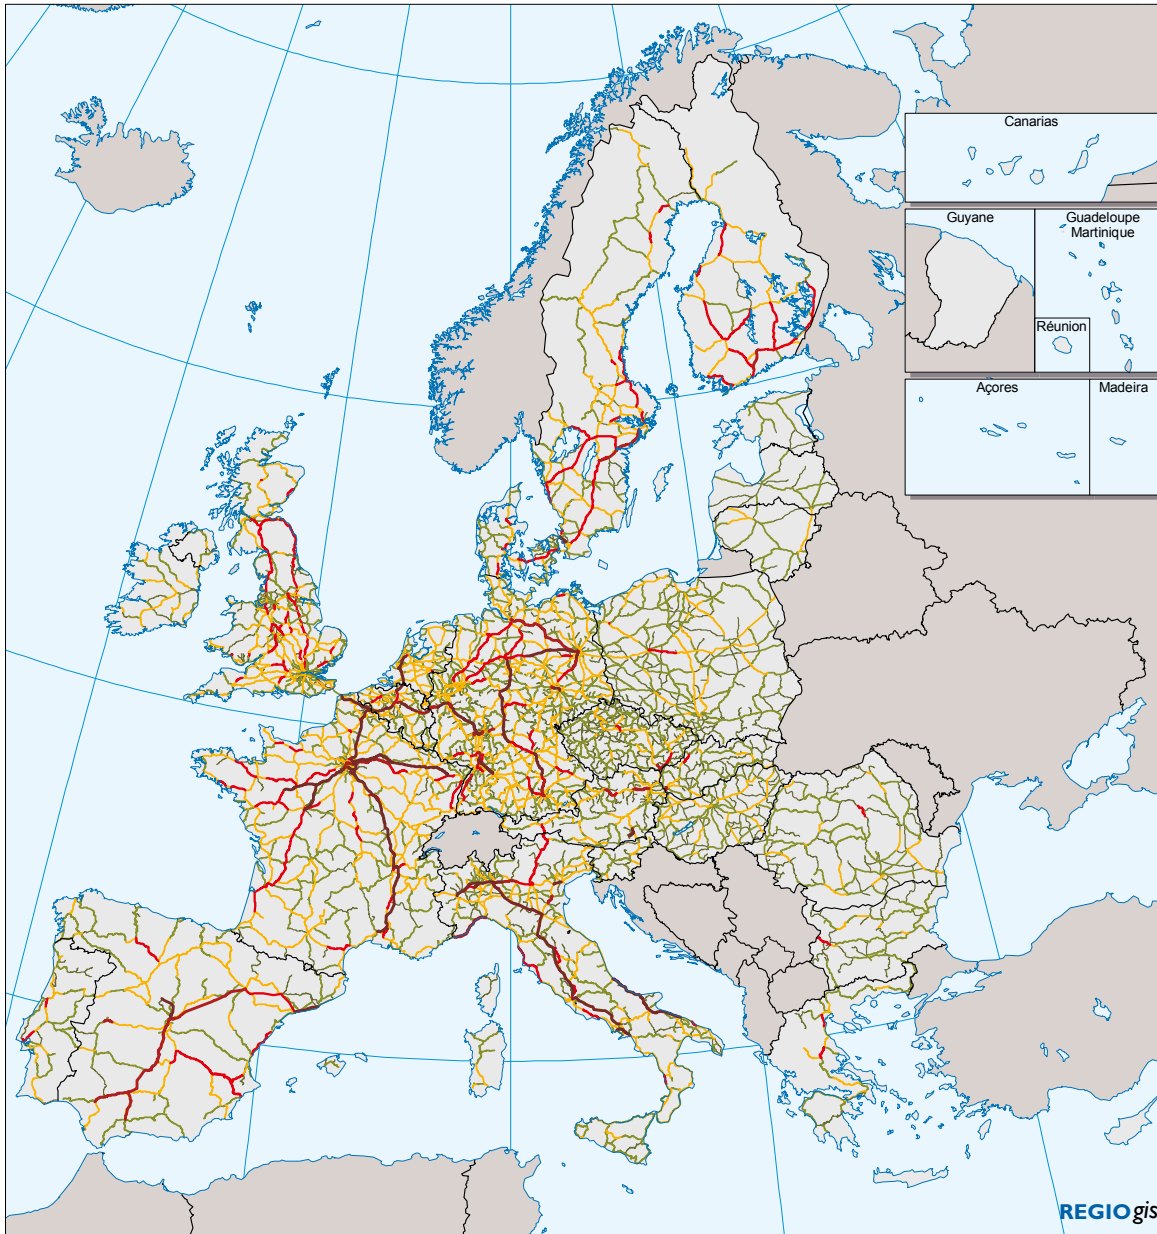 Canarias
Guyane
Guadeloupe
Martinique
Réunion
Açores
Madeira
REGIOgis